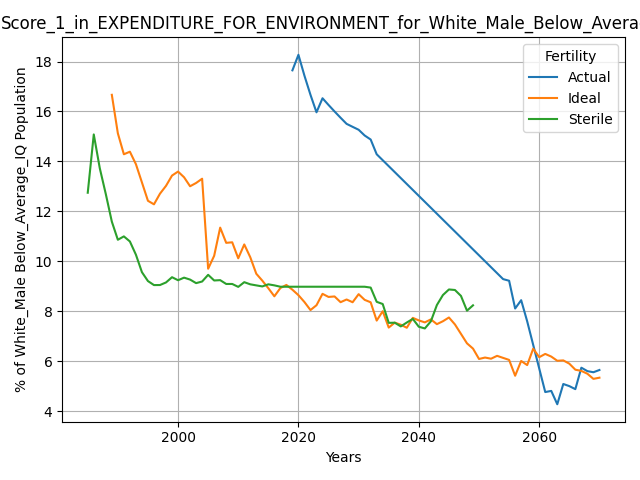 Score_1_in_EXPENDITURE_FOR_ENVIRONMENT_for_White_Male_Below_Avera
% of White_Male Below_Average_IQ Population
18
16
14
12
10
8
6
4
Fertility
Actual
Ideal
Sterile
2000 2020 2040 2060
Years